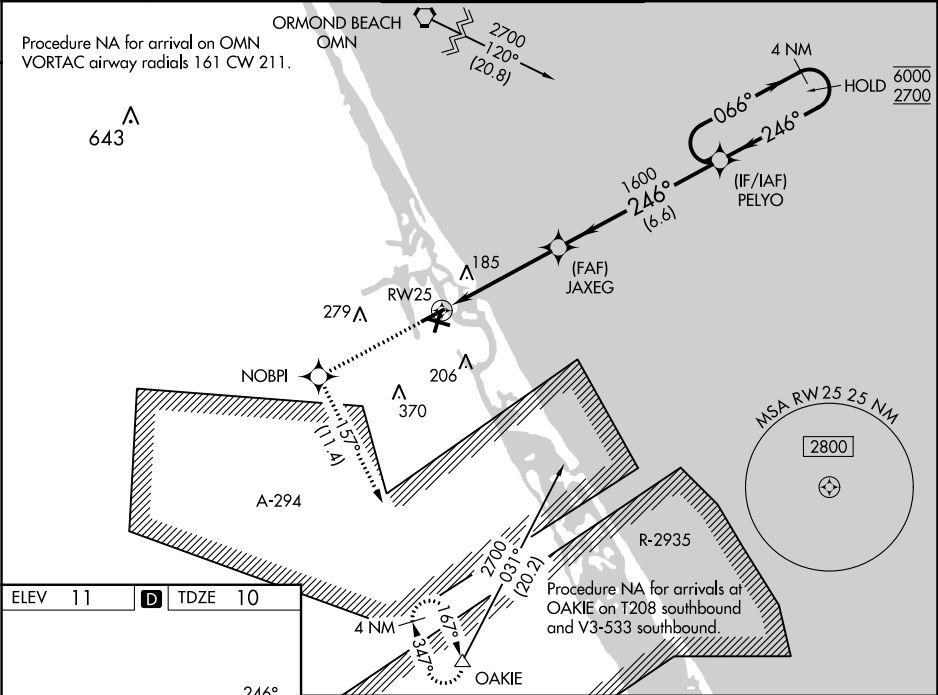 ORMOND BEACH
OMN
2700
120°
(20.8)
Procedure NA for arrival on OMN
VORTAC airway radials 161 CW 211.
4 NM
HOLD 6000
2700
066°
246°
643
(IF/IAF)
PELYO
1600
246°
(6.6)
(FAF)
JAXEG
185
RW25
279
NOBPI
206
370
157°
(11.4)
MSA RW 25 25 NM
2800
A-294
R-2935
2700
031°
(20.2)
Procedure NA for arrivals at
OAKIE on T208 southbound
and V3-533 southbound.
ELEV 11 D TDZE 10
4 NM
167°
347°
OAKIE
246°